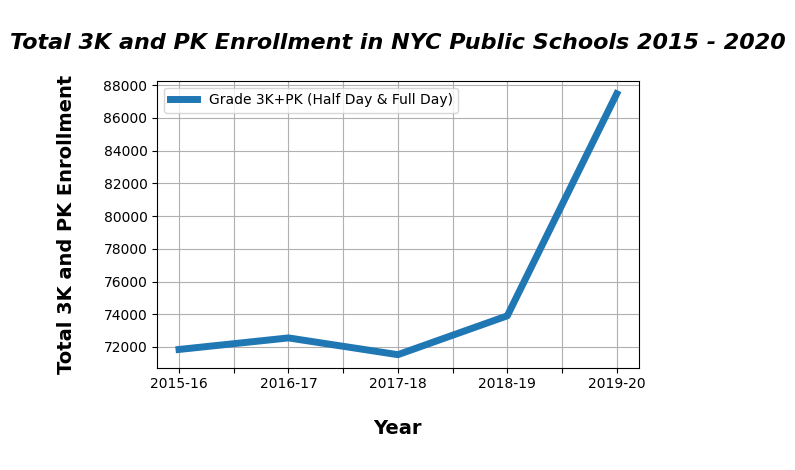 Total 3K and PK Enrollment in NYC Public Schools 2015 - 2020
Total 3K and PK Enrollment
Grade 3K+PK (Half Day & Full Day)
88000
86000
84000
82000
80000
78000
76000
74000
72000
2015-16 2016-17 2017-18 2018-19 2019-20
Year